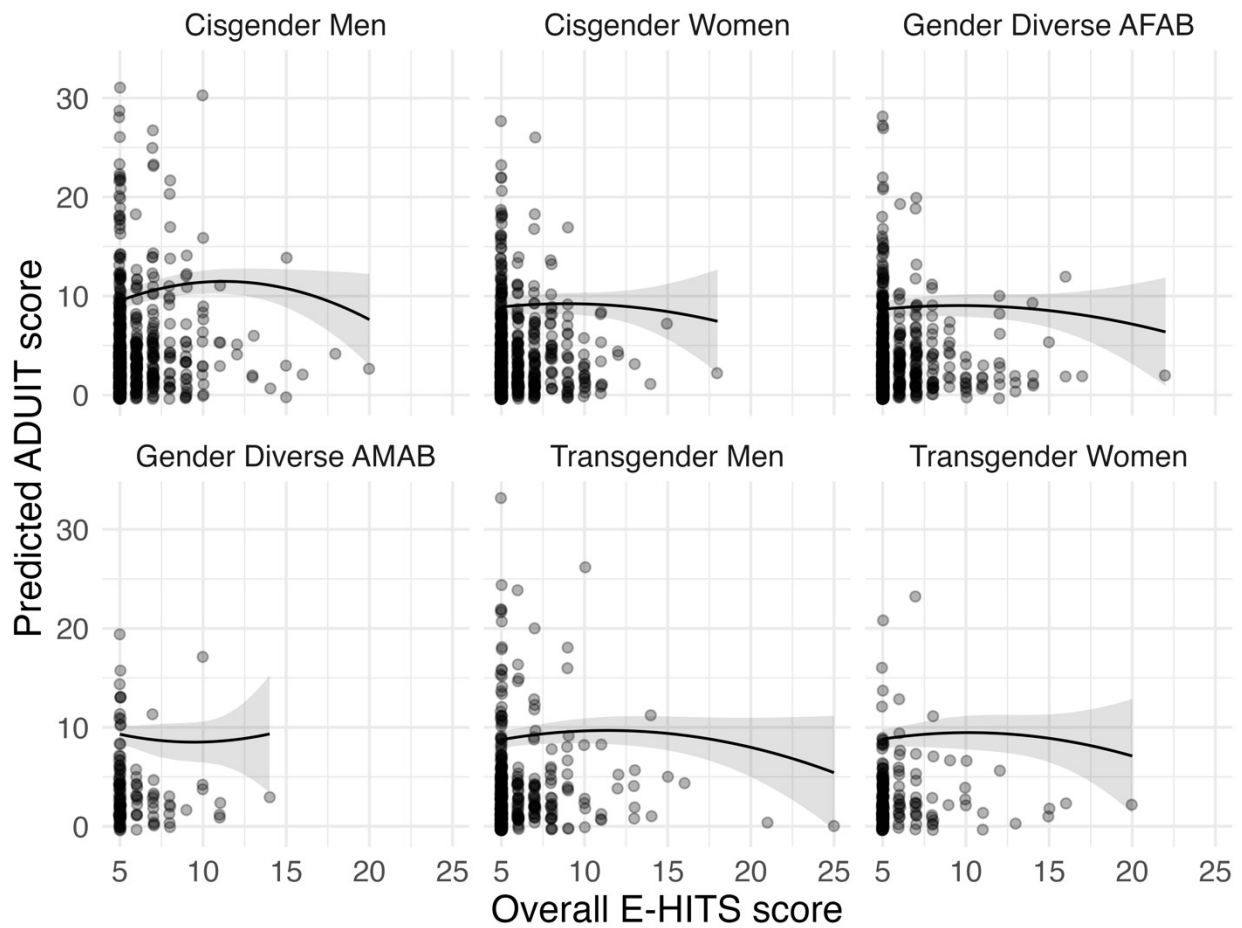 Cisgender Men Cisgender Women Gender Diverse AFAB
30
20
10
0
Gender Diverse AMAB Transgender Men Transgender Women
30
20
10
0
5 10 15 20 25 5 10 15 20 25 5 10 15 20 25
Overall E-HITS score
Predicted ADUIT score